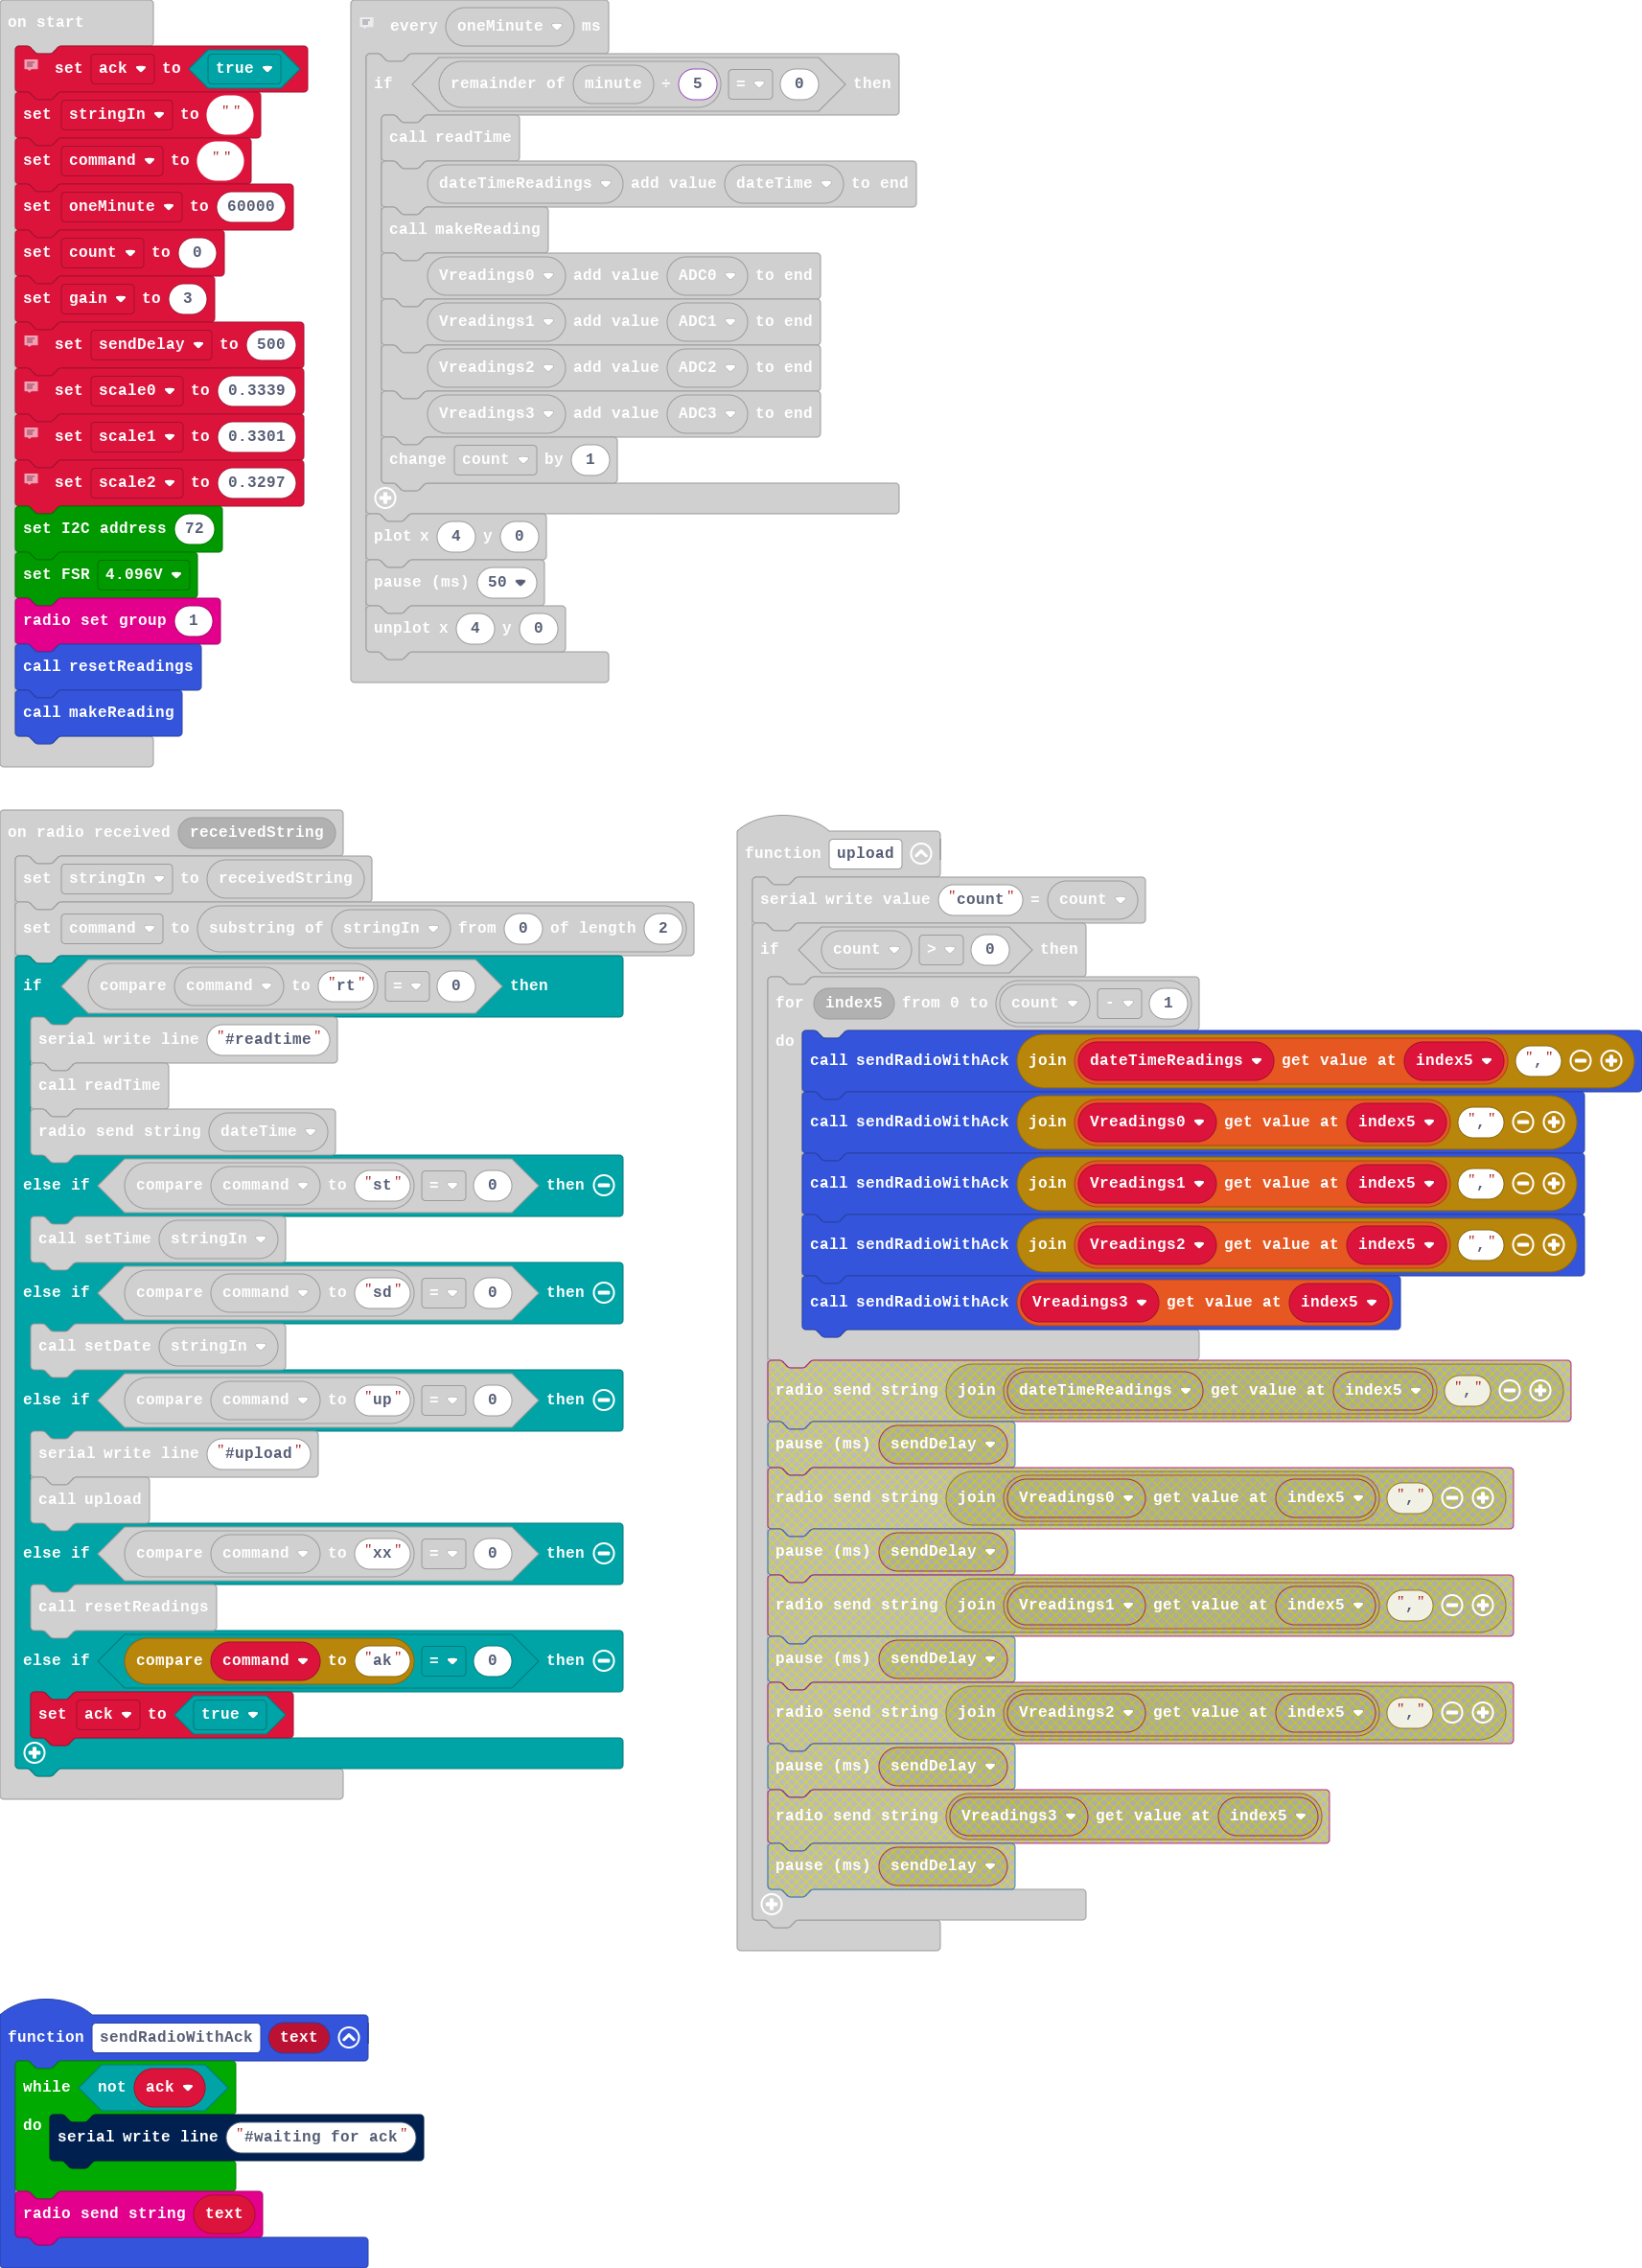 on start
set ack to true
set stringIn to " "
set command to " "
set oneMinute to 60000
set count to 0
set gain to 3
set sendDelay to 500
set scale0 to 0.3339
set scale1 to 0.3301
set scale2 to 0.3297
set I2C address 72
set FSR 4.096V
radio set group 1
call resetReadings
call makeReading
every oneMinute ms
if remainder of minute ÷ 5 = 0 then
call readTime
dateTimeReadings add value dateTime to end
call makeReading
Vreadings0 add value ADC0 to end
Vreadings1 add value ADC1 to end
Vreadings2 add value ADC2 to end
Vreadings3 add value ADC3 to end
change count by 1
plot x 4 y 0
pause (ms) 50
unplot x 4 y 0
on radio received receivedString
set stringIn to receivedString
set command to substring of stringIn from 0 of length 2
if compare command to "rt" = 0 then
serial write line "#readtime"
call readTime
radio send string dateTime
else if compare command to "st" = 0 then
call setTime stringIn
else if compare command to "sd" = 0 then
call setDate stringIn
else if compare command to "up" = 0 then
serial write line "#upload"
call upload
else if compare command to "xx" = 0 then
call resetReadings
else if compare command to "ak" = 0 then
set ack to true
function upload
serial write value "count" = count
if count > 0 then
for index5 from 0 to count - 1
do
call sendRadioWithAck join dateTimeReadings get value at index5 ","
call sendRadioWithAck join Vreadings0 get value at index5 ","
call sendRadioWithAck join Vreadings1 get value at index5 ","
call sendRadioWithAck join Vreadings2 get value at index5 ","
call sendRadioWithAck Vreadings3 get value at index5
radio send string join dateTimeReadings get value at index5 ","
pause (ms) sendDelay
radio send string join Vreadings0 get value at index5 ","
pause (ms) sendDelay
radio send string join Vreadings1 get value at index5 ","
pause (ms) sendDelay
radio send string join Vreadings2 get value at index5 ","
pause (ms) sendDelay
radio send string Vreadings3 get value at index5
pause (ms) sendDelay
function sendRadioWithAck text
while not ack
do
serial write line "#waiting for ack"
radio send string text